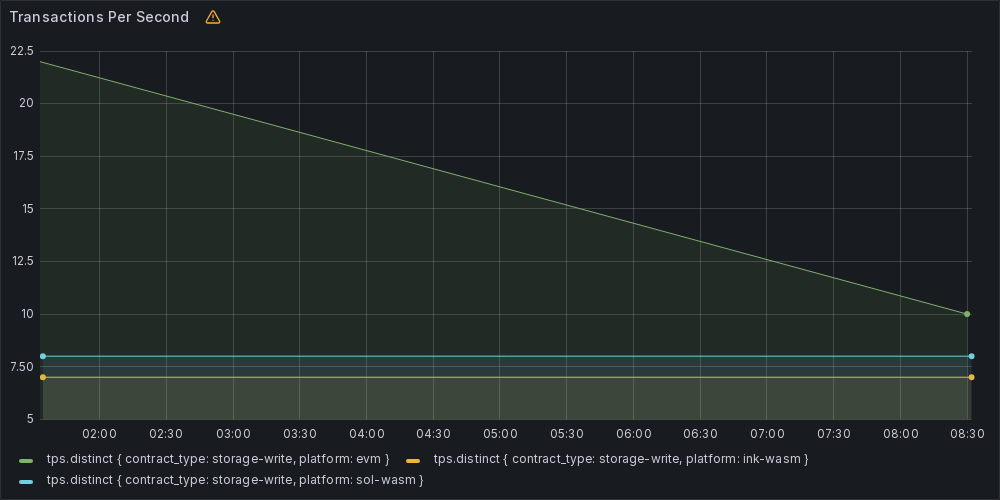 Transactions Per Second
22.5
20
17.5
15
12.5
10
7.50
5
02:00 02:30 03:00 03:30 04:00 04:30 05:00 05:30 06:00 06:30 07:00 07:30 08:00 08:30
tps.distinct { contract_type: storage-write, platform: evm } tps.distinct { contract_type: storage-write, platform: ink-wasm }
tps.distinct { contract_type: storage-write, platform: sol-wasm }